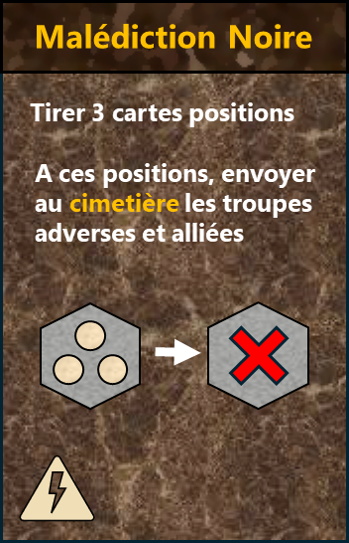 Malédiction Noire
Tirer 3 cartes positions
A ces positions, envoyer
au cimetière les troupes
adverses et alliées